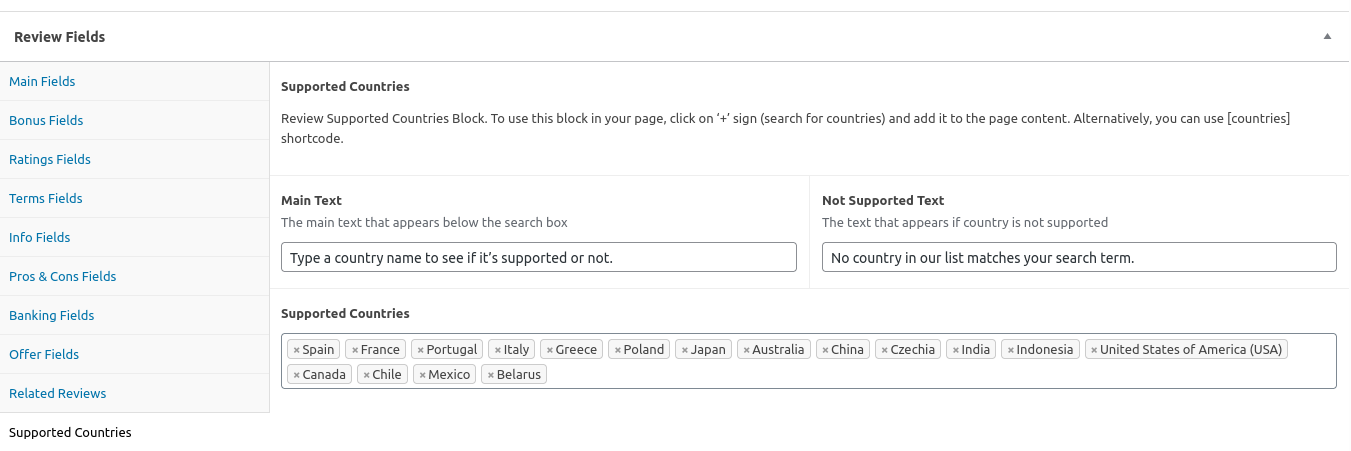 Review Fields ▲
Main Fields
Bonus Fields
Ratings Fields
Terms Fields
Info Fields
Pros & Cons Fields
Banking Fields
Offer Fields
Related Reviews
Supported Countries
Supported Countries
Review Supported Countries Block. To use this block in your page, click on ‘+’ sign (search for countries) and add it to the page content. Alternatively, you can use [countries]
shortcode.
Main Text
The main text that appears below the search box
Type a country name to see if it’s supported or not.
Not Supported Text
The text that appears if country is not supported
No country in our list matches your search term.
Supported Countries
× Spain × France × Portugal × Italy × Greece × Poland × Japan × Australia × China × Czechia × India × Indonesia × United States of America (USA)
× Canada × Chile × Mexico × Belarus